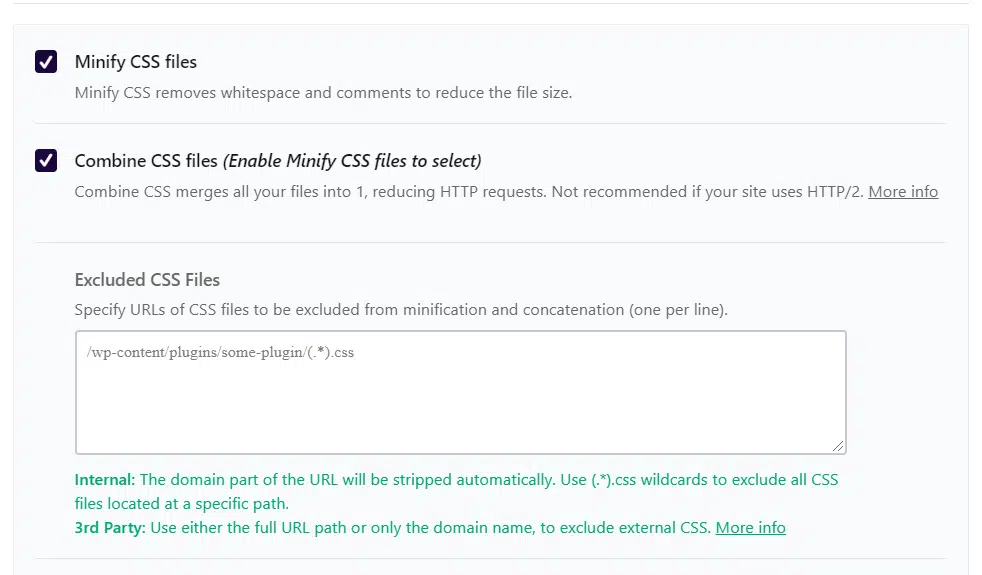 Minify CSS files
Minify CSS removes whitespace and comments to reduce the file size.
Combine CSS files (Enable Minify CSS files to select)
Combine CSS merges all your files into 1, reducing HTTP requests. Not recommended if your site uses HTTP/2. More info
Excluded CSS Files
Specify URLs of CSS files to be excluded from minification and concatenation (one per line).
/wp-content/plugins/some-plugin/(.*).css
Internal: The domain part of the URL will be stripped automatically. Use (.*).css wildcards to exclude all CSS
files located at a specific path.
3rd Party: Use either the full URL path or only the domain name, to exclude external CSS. More info